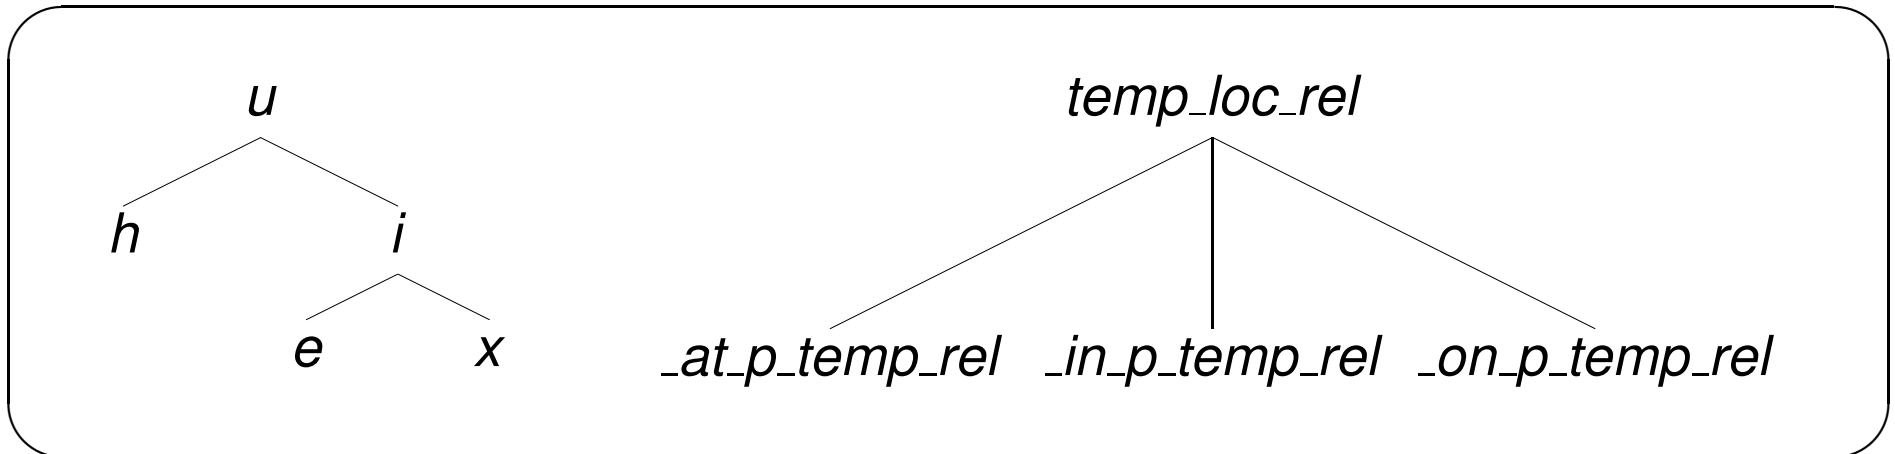 u temp_loc_rel
h i
e x
_at_p_temp_rel _in_p_temp_rel _on_p_temp_rel